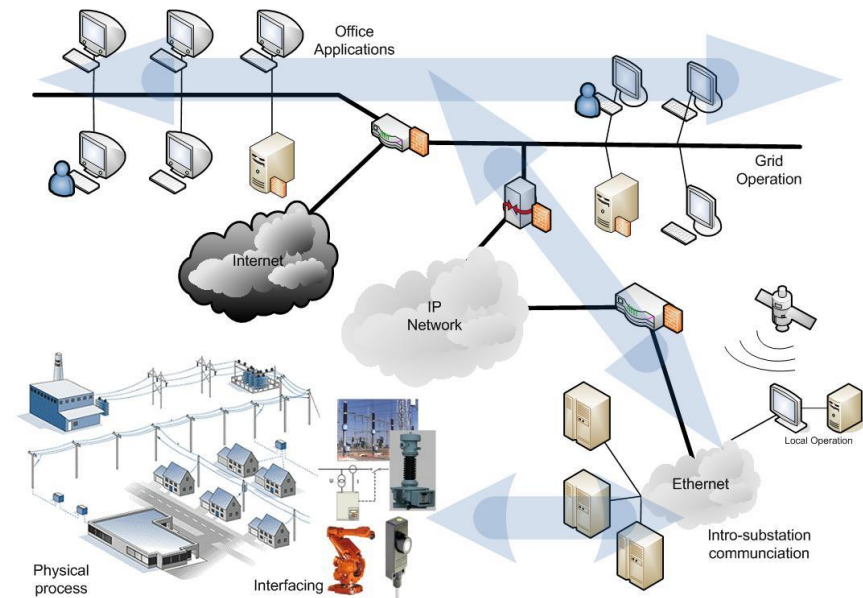 Office
Applications
Grid
Operation
Internet
IP
Network
Local Operation
Ethernet
Intro-substation
communciation
Physical
process
Interfacing
U
I